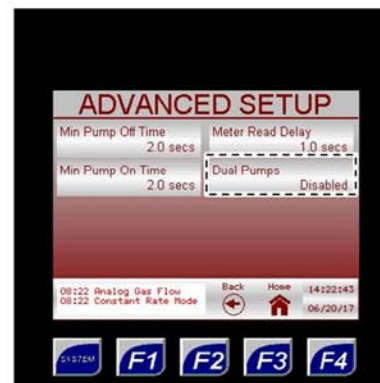 ADVANCED SETUP
Min Pump Off Time
2.0 secs
Meter Read Delay
1.0 secs
Min Pump On Time
2.0 secs
Dual Pumps
Disabled
08:22 Analog Gas Flow
08:22 Constant Rate Mode
Back
Home
14:22:43
06/20/17
SYSTEM
F1
F2
F3
F4